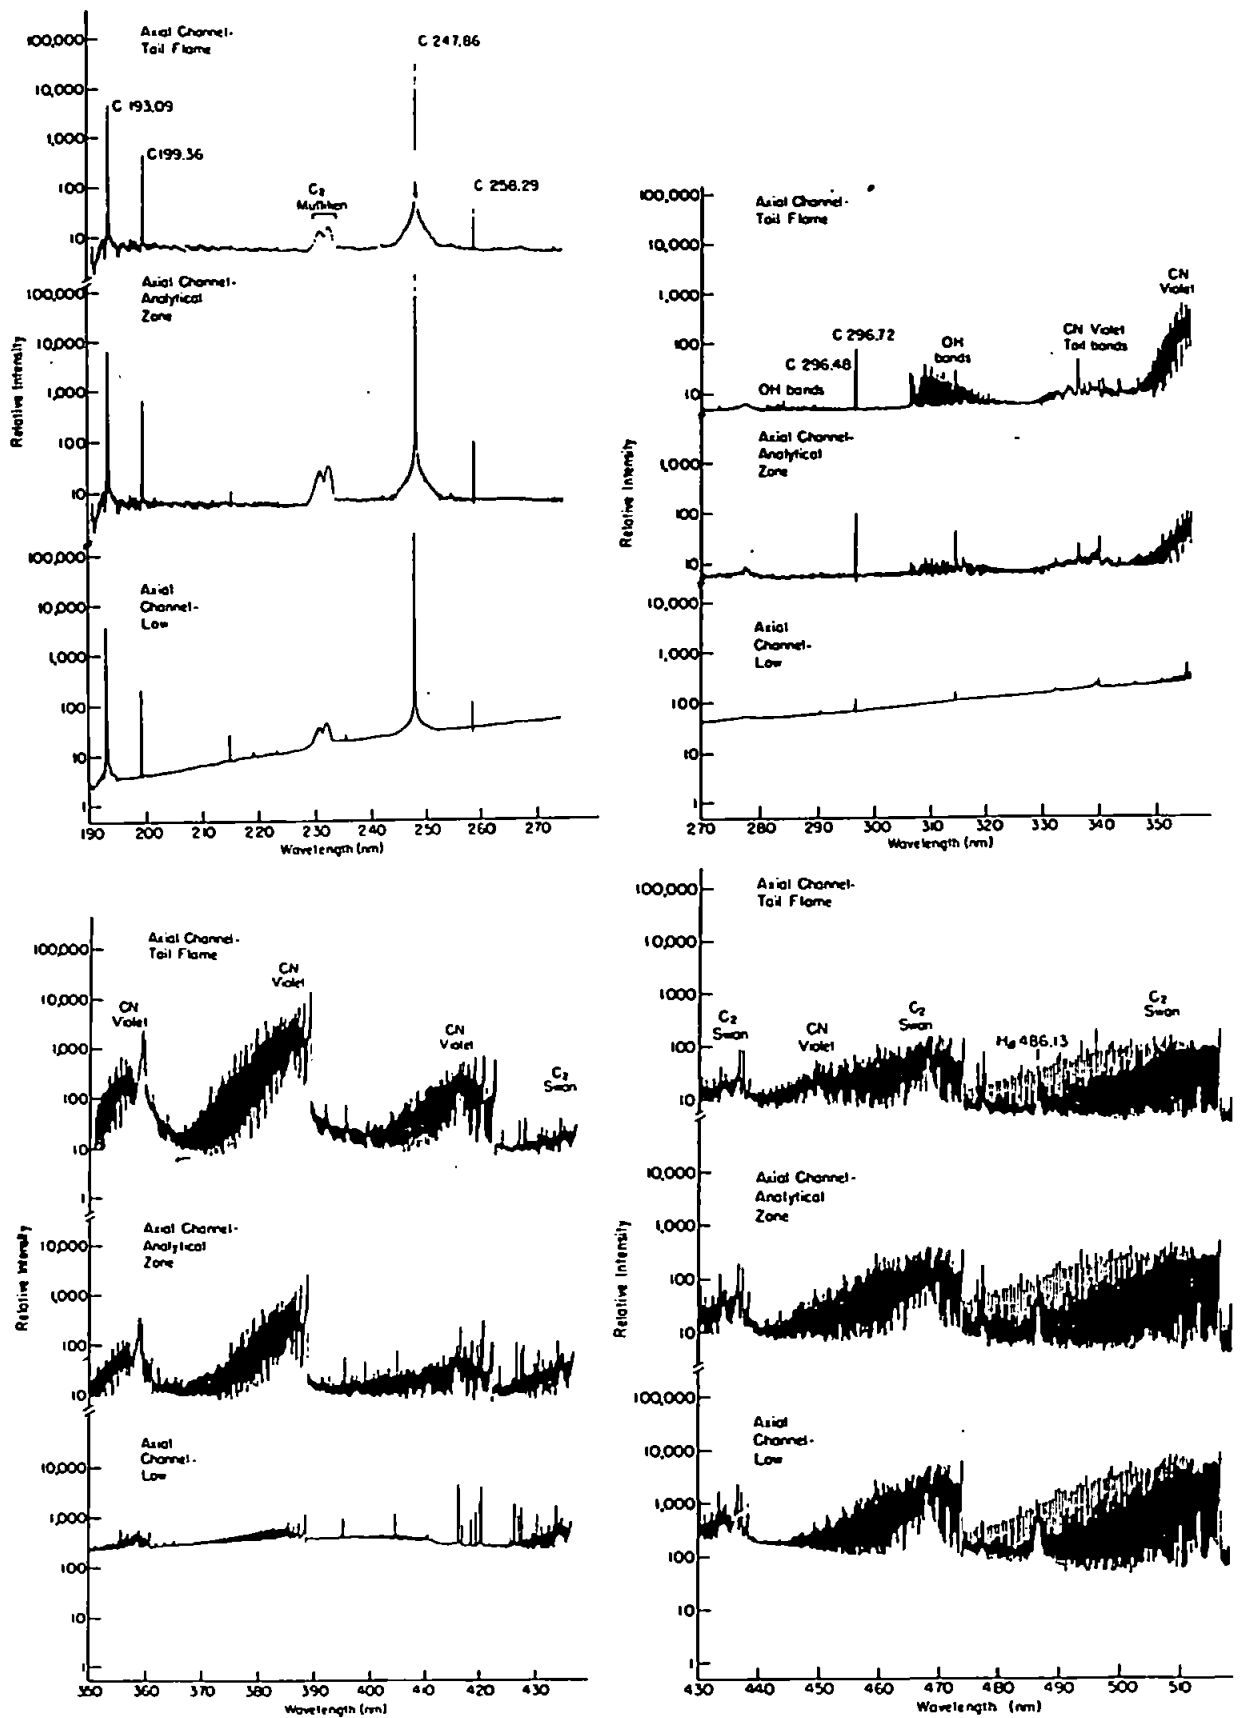 Axial Channel-
Tail Flame
100,000
10,000
1,000
100
10
C 193.09
C 199.36
C2
Mulliken
C 247.86
C 258.29
Axial Channel-
Analytical
Zone
100,000
10,000
1,000
100
10
Relative Intensity
Axial
Channel-
Low
100,000
10,000
1,000
100
10
1
190 200 210 220 230 240 250 260 270
Wavelength (nm)
Axial Channel-
Tail Flame
100,000
10,000
1,000
100
10
OH bands
C 296.48
C 296.72
OH
bands
CN Violet
Tail bands
CN
Violet
Axial Channel-
Analytical
Zone
1,000
100
10
Relative Intensity
Axial
Channel-
Low
10,000
1,000
100
10
1
270 280 290 300 310 320 330 340 350
Wavelength (nm)
Axial Channel-
Tail Flame
100,000
10,000
1,000
100
10
1
CN
Violet
CN
Violet
CN
Violet
C2
Swan
Axial Channel-
Analytical
Zone
10,000
1,000
100
10
Relative Intensity
Axial
Channel-
Low
10,000
1,000
100
10
1
350 360 370 380 390 400 410 420 430
Wavelength (nm)
Axial Channel-
Tail Flame
100,000
10,000
1,000
100
10
C2
Swan
CN
Violet
C2
Swan
486.13
C2
Swan
Axial Channel-
Analytical
Zone
10,000
1,000
100
10
Relative Intensity
Axial
Channel-
Low
100,000
10,000
1,000
100
10
1
430 440 450 460 470 480 490 500 510
Wavelength (nm)